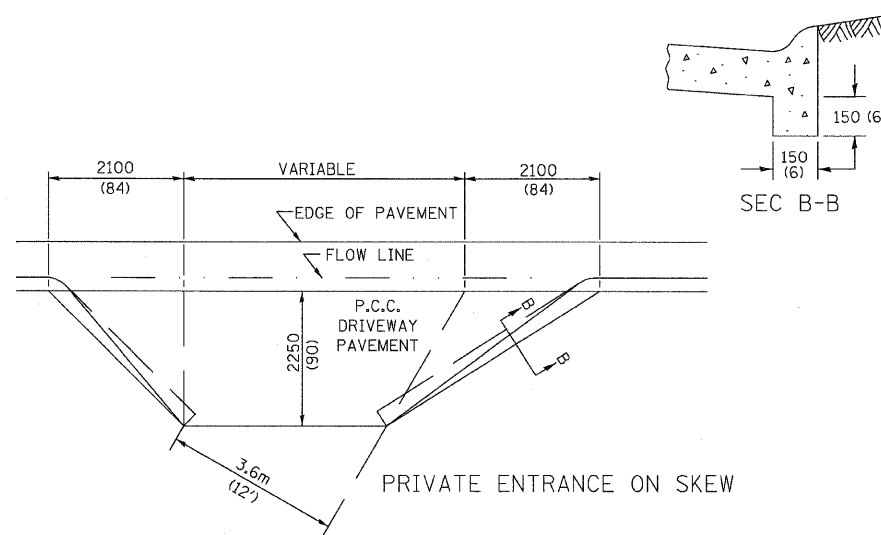 150 (6
150
(6)
SEC B-B
2100
(84)
VARIABLE
2100
(84)
EDGE OF PAVEMENT
FLOW LINE
P.C.C.
DRIVEWAY
PAVEMENT
2250
(90)
B
B
3.6m
(12')
PRIVATE ENTRANCE ON SKEW